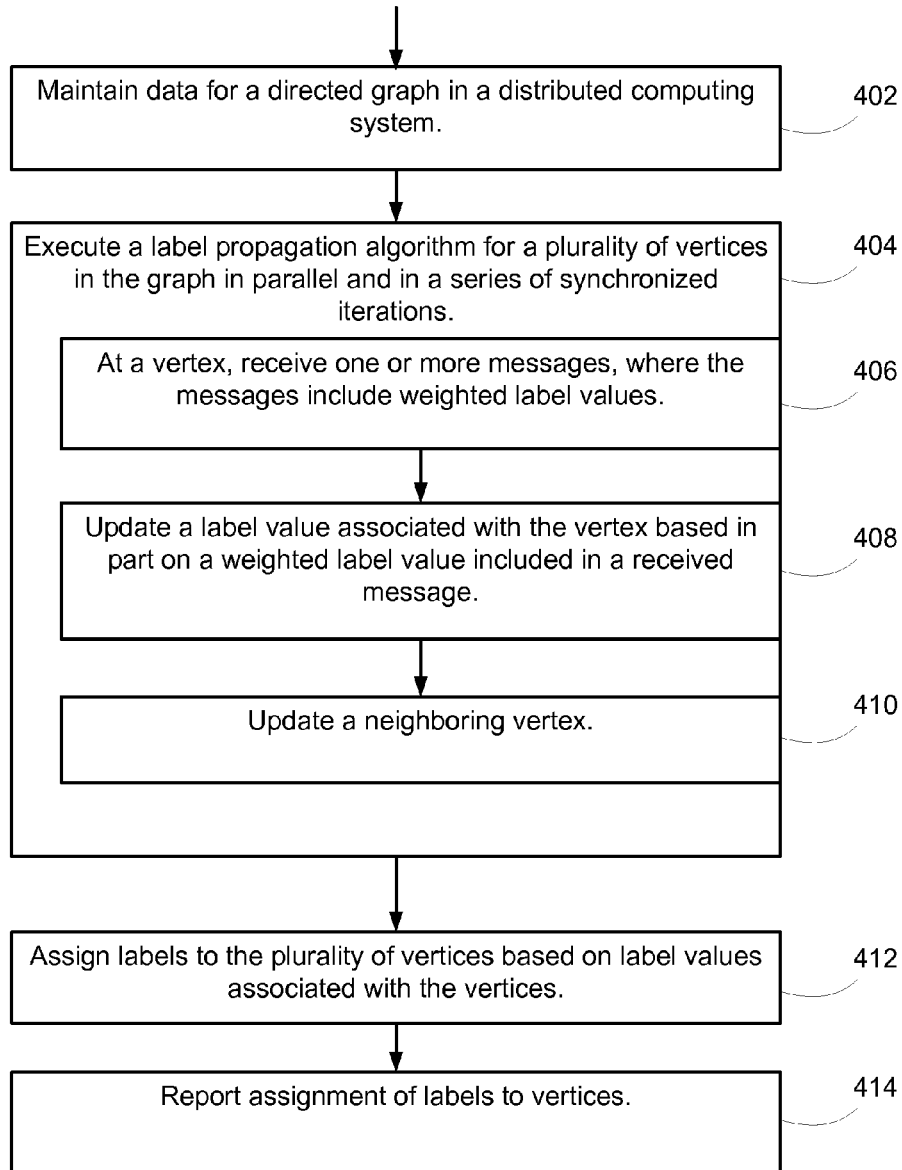 Maintain data for a directed graph in a distributed computing
system.
402
Execute a label propagation algorithm for a plurality of vertices
in the graph in parallel and in a series of synchronized
iterations.
404
At a vertex, receive one or more messages, where the
messages include weighted label values.
406
Update a label value associated with the vertex based in
part on a weighted label value included in a received
message.
408
Update a neighboring vertex.
410
Assign labels to the plurality of vertices based on label values
associated with the vertices.
412
Report assignment of labels to vertices.
414